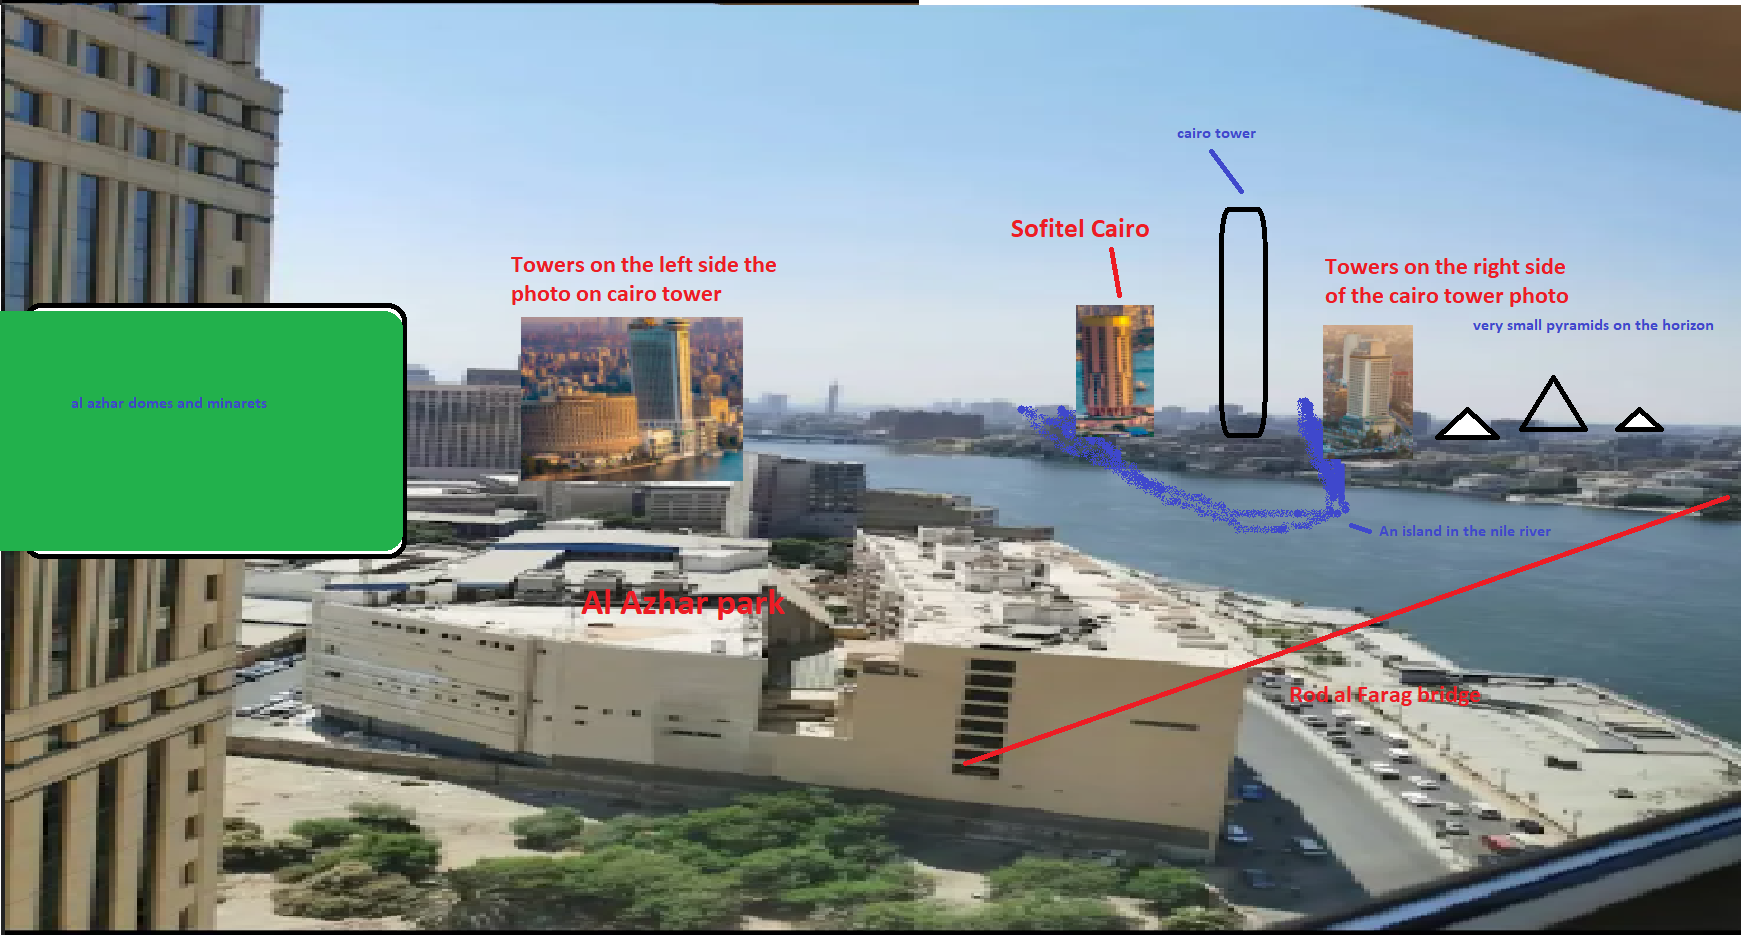 cairo tower
Sofitel Cairo
Towers on the left side the
photo on cairo tower
Towers on the right side
of the cairo tower photo
very small pyramids on the horizon
al azhar domes and minarets
An island in the nile river
Al Azhar park
Rod al Farag bridge